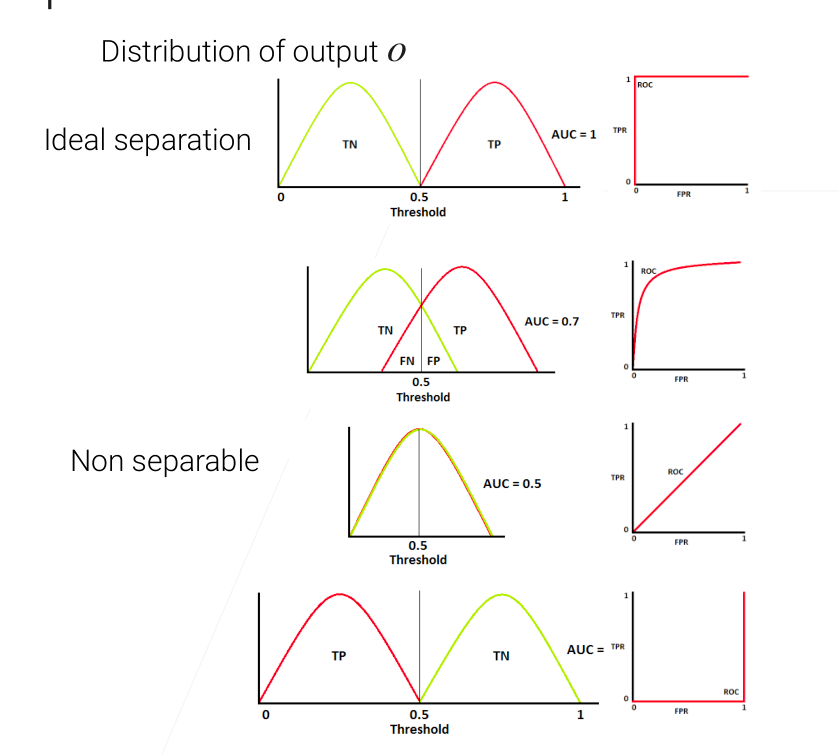 Distribution of output O
Ideal separation
TN
TP
AUC = 1
0
0.5
1
Threshold
1
ROC
TPR
0
0
FPR
1
TN
TP
FN
FP
AUC = 0.7
0.5
Threshold
1
ROC
TPR
0
0
FPR
1
Non separable
AUC = 0.5
0.5
Threshold
1
ROC
TPR
0
0
FPR
1
TP
TN
AUC =
0
0.5
1
Threshold
1
TPR
0
ROC
0
FPR
1